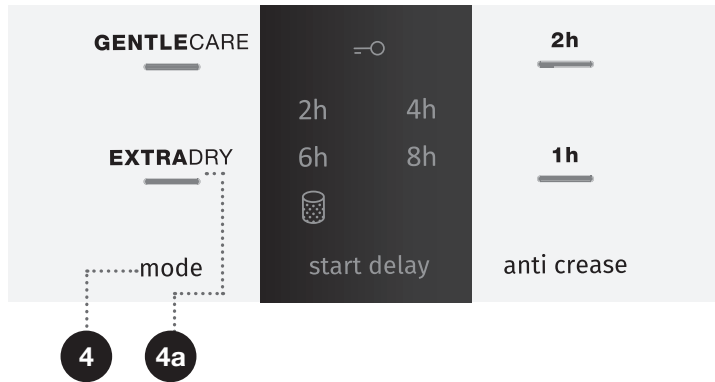 GENTLECARE
EXTRADRY
mode
2h 4h
6h 8h
start delay
2h
1h
anti crease
4 4a